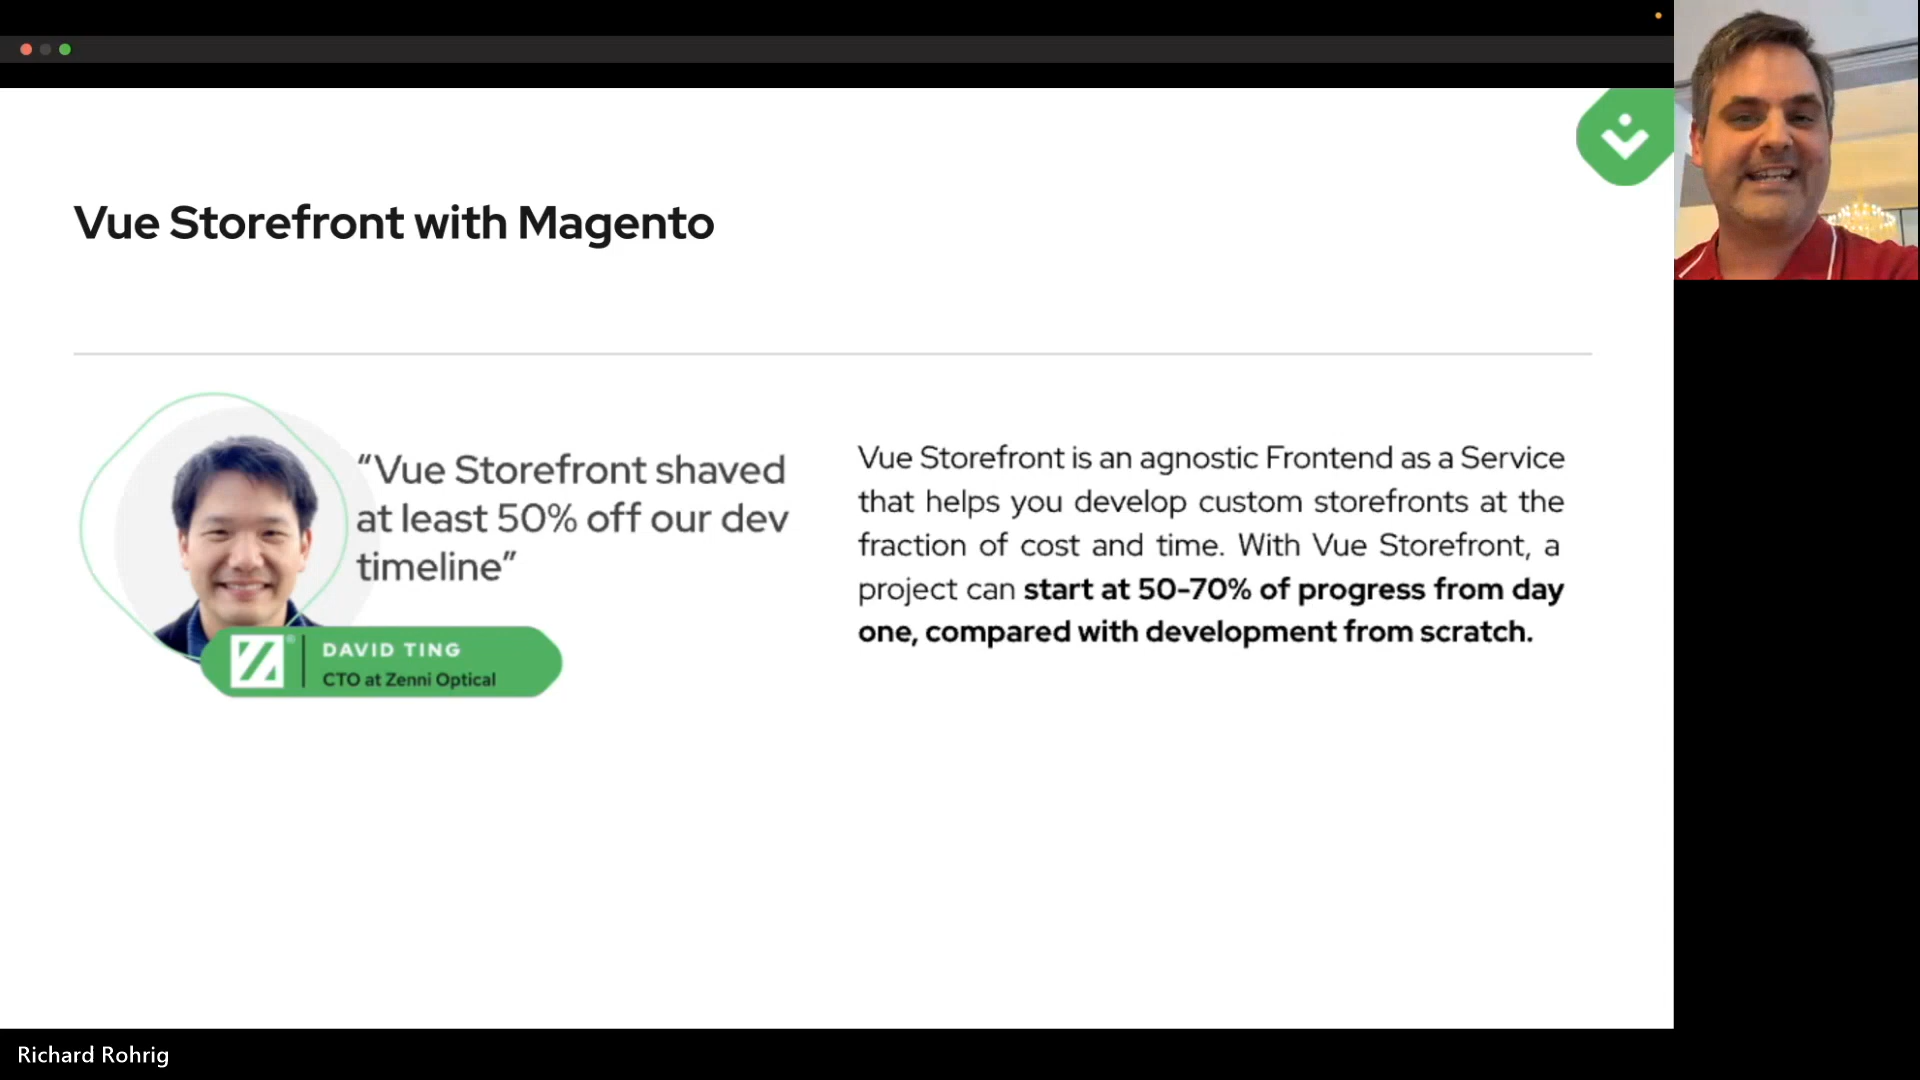 Vue Storefront with Magento
“Vue Storefront shaved
at least 50% off our dev
timeline”
DAVID TING
CTO at Zenni Optical
Vue Storefront is an agnostic Frontend as a Service
that helps you develop custom storefronts at the
fraction of cost and time. With Vue Storefront, a
project can start at 50-70% of progress from day
one, compared with development from scratch.
Richard Rohrig